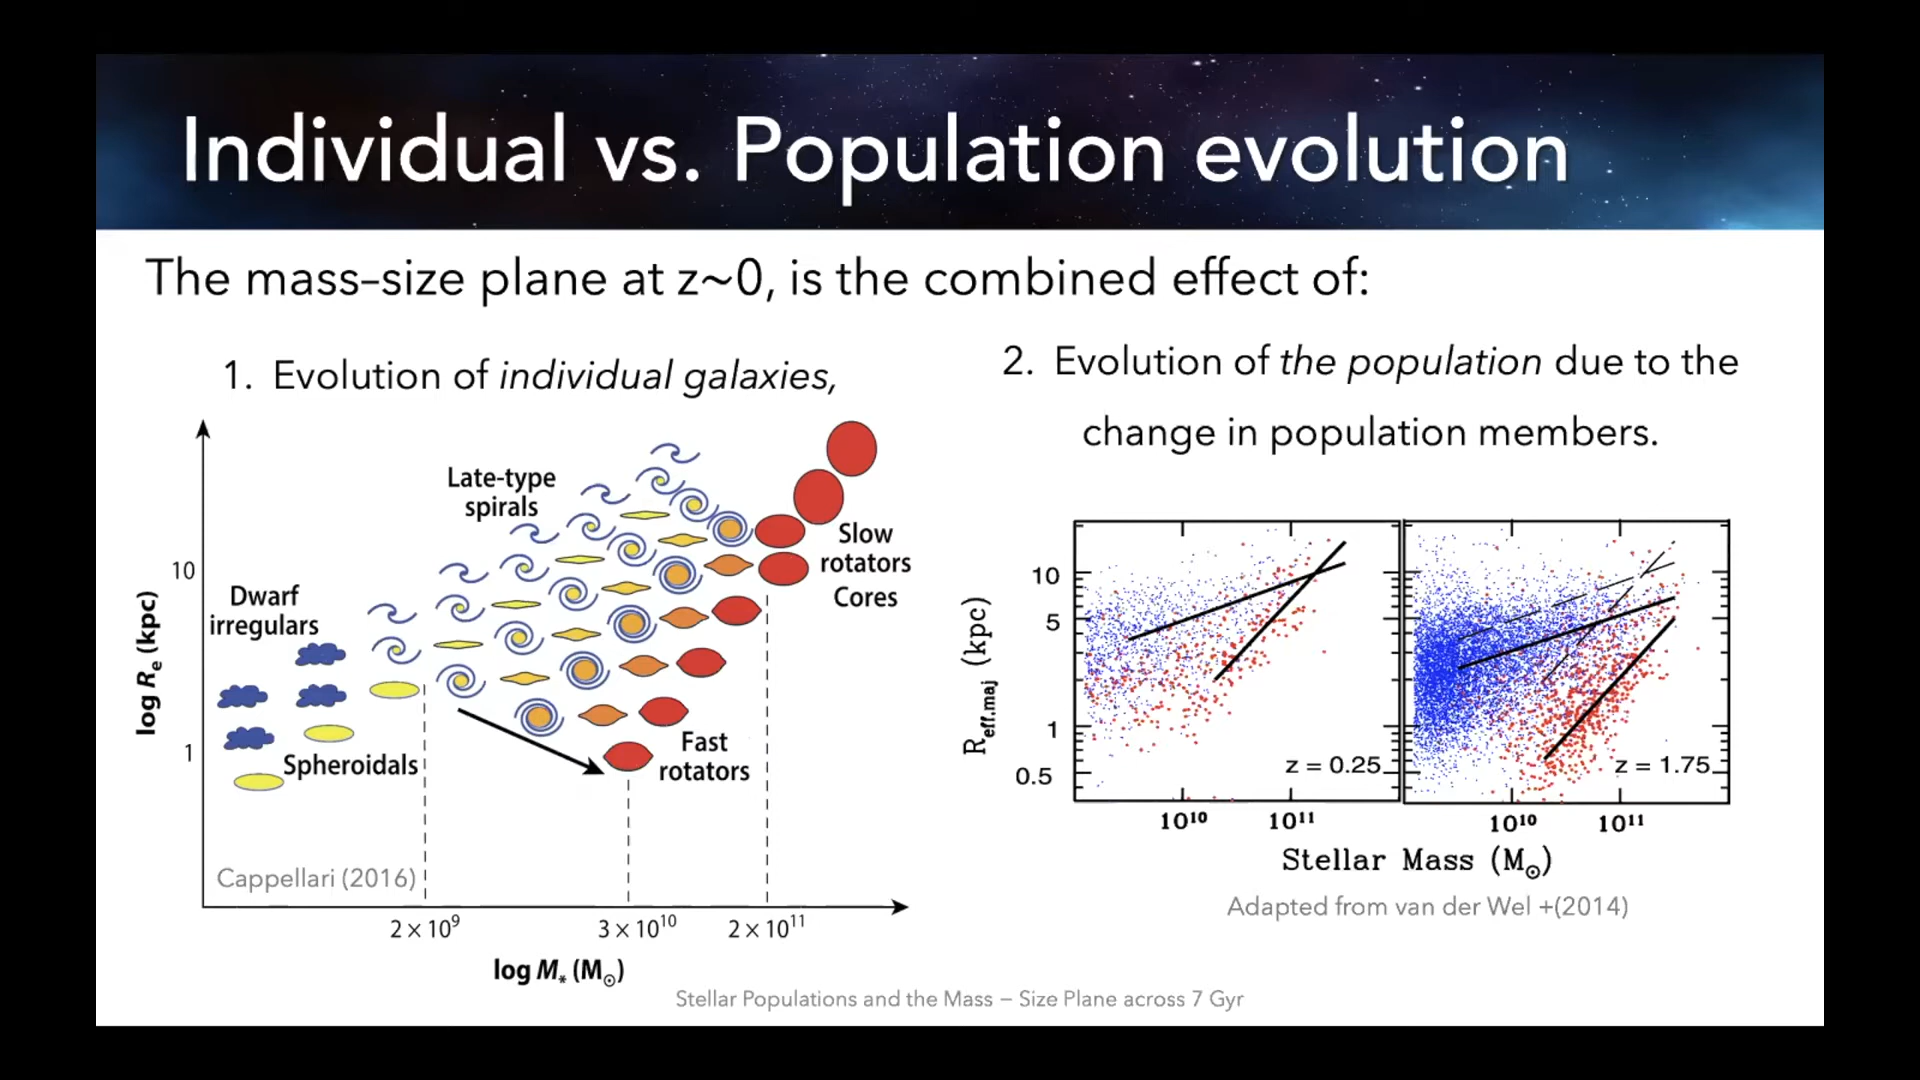 Individual vs. Population evolution
The mass–size plane at z~0, is the combined effect of:
1. Evolution of individual galaxies,
2. Evolution of the population due to the
change in population members.
log Re (kpc)
10
1
Late-type
spirals
Dwarf
irregulars
Spheroidals
Slow
rotators
Cores
Fast
rotators
Cappellari (2016)
2 x 10⁹
3 x 10¹⁰
2 x 10¹¹
log M* (M⊙)
Reff.maj (kpc)
10
5
1
0.5
z = 0.25
z = 1.75
10¹⁰
10¹¹
10¹⁰
10¹¹
Stellar Mass (M⊙)
Adapted from van der Wel +(2014)
Stellar Populations and the Mass – Size Plane across 7 Gyr